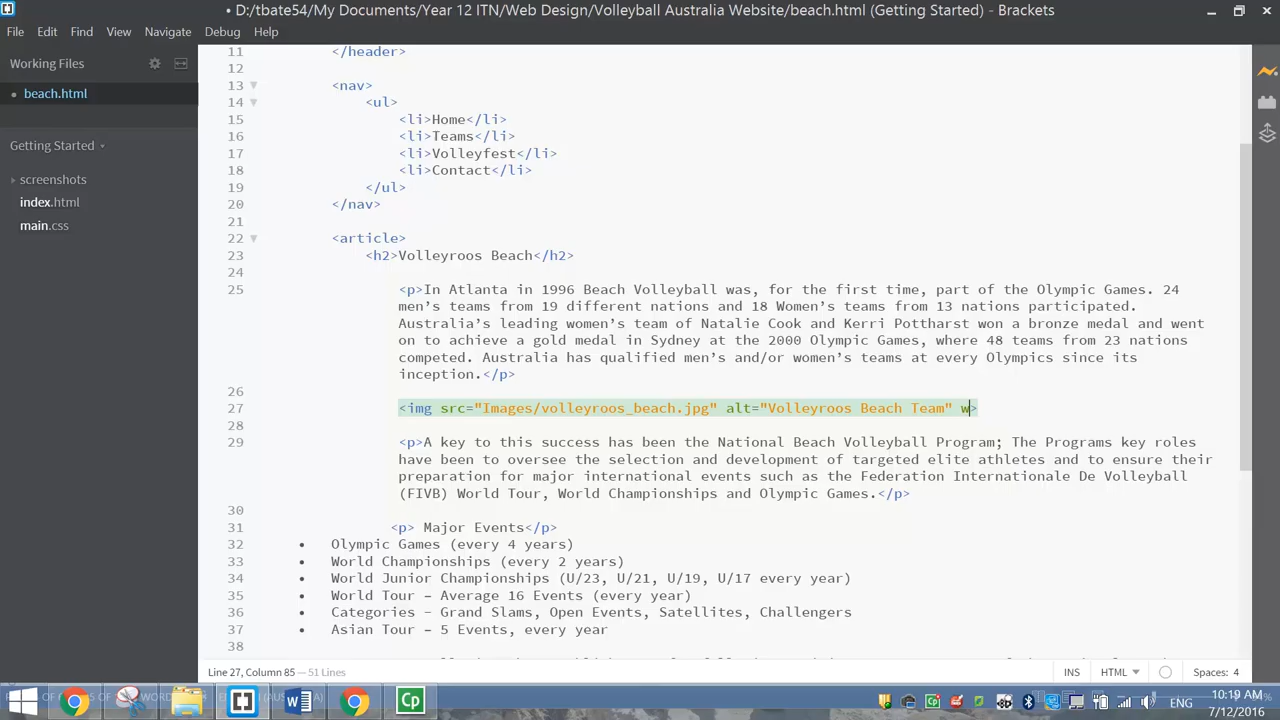 • D:/tbate54/My Documents/Year 12 ITN/Web Design/Volleyball Australia Website/beach.html (Getting Started) - Brackets
File Edit Find View Navigate Debug Help
Working Files
beach.html
Getting Started
screenshots
index.html
main.css
11 </header>
12
13 <nav>
14 <ul>
15 <li>Home</li>
16 <li>Teams</li>
17 <li>Volleyfest</li>
18 <li>Contact</li>
19 </ul>
20 </nav>
21
22 <article>
23 <h2>Volleyroos Beach</h2>
24
25 <p>In Atlanta in 1996 Beach Volleyball was, for the first time, part of the Olympic Games. 24
men’s teams from 19 different nations and 18 Women’s teams from 13 nations participated.
Australia’s leading women’s team of Natalie Cook and Kerri Pottharst won a bronze medal and went
on to achieve a gold medal in Sydney at the 2000 Olympic Games, where 48 teams from 23 nations
competed. Australia has qualified men’s and/or women’s teams at every Olympics since its
inception.</p>
26
27 <img src="Images/volleyroos_beach.jpg" alt="Volleyroos Beach Team" w>
28
29 <p>A key to this success has been the National Beach Volleyball Program; The Programs key roles
have been to oversee the selection and development of targeted elite athletes and to ensure their
preparation for major international events such as the Federation Internationale De Volleyball
(FIVB) World Tour, World Championships and Olympic Games.</p>
30
31 <p> Major Events</p>
32 • Olympic Games (every 4 years)
33 • World Championships (every 2 years)
34 • World Junior Championships (U/23, U/21, U/19, U/17 every year)
35 • World Tour – Average 16 Events (every year)
36 • Categories – Grand Slams, Open Events, Satellites, Challengers
37 • Asian Tour – 5 Events, every year
38
Line 27, Column 85 — 51 Lines
INS HTML Spaces: 4
ENG
10:19 AM
7/12/2016